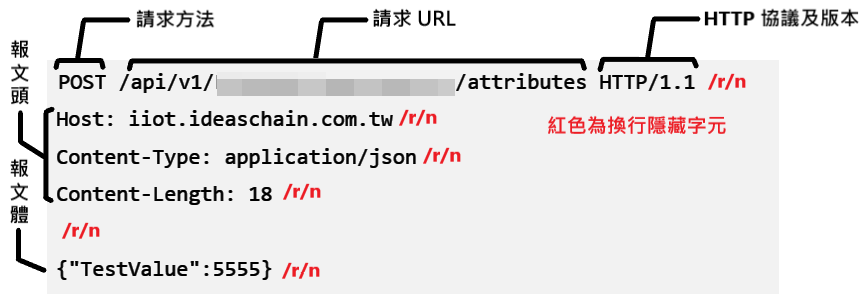 請求方法
請求 URL
HTTP 協議及版本
報文頭
POST /api/v1/ /attributes HTTP/1.1 /r/n
Host: iiot.ideaschain.com.tw /r/n
紅色為換行隱藏字元
Content-Type: application/json /r/n
Content-Length: 18 /r/n
報文體
/r/n
{"TestValue":5555} /r/n